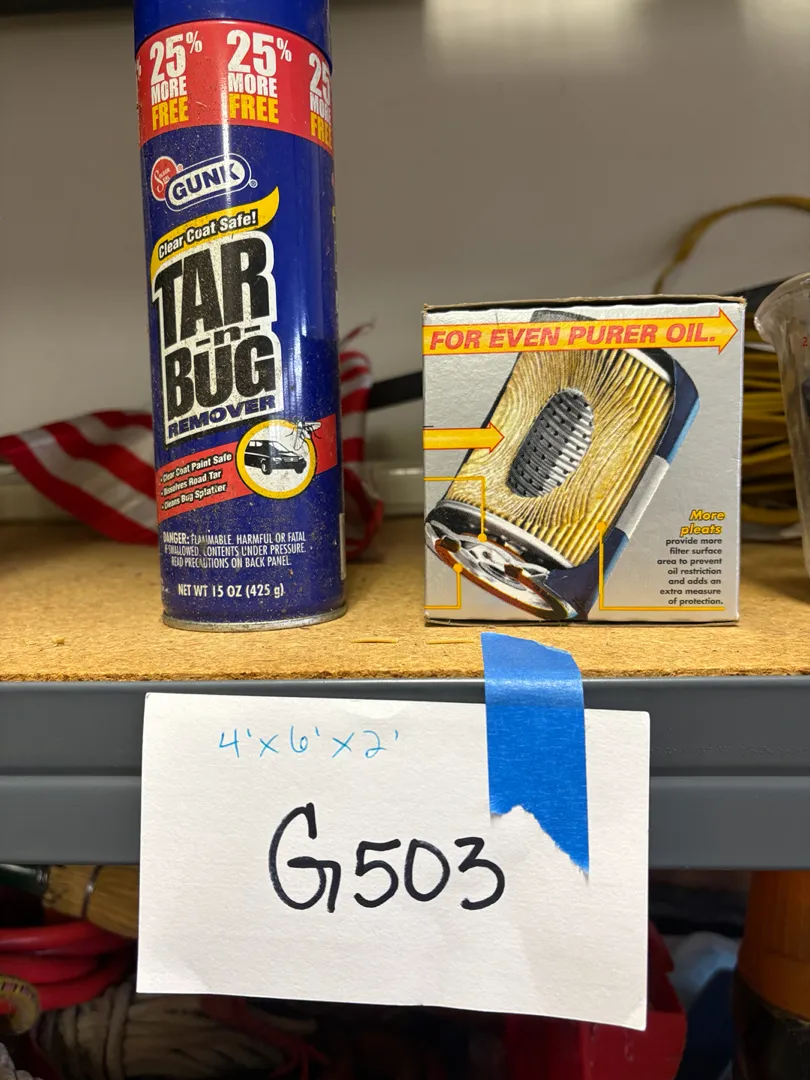 25% MORE FREE
25% MORE FREE
GUNK
Clear Coat Safe!
TAR
-n-
BUG
REMOVER
• Clear Coat Paint Safe
• Dissolves Road Tar
• Cleans Bug Splatter
DANGER: FLAMMABLE. HARMFUL OR FATAL
IF SWALLOWED. CONTENTS UNDER PRESSURE.
READ PRECAUTIONS ON BACK PANEL.
NET WT 15 OZ (425 g)
FOR EVEN PURER OIL.
More
pleats
provide more
filter surface
area to prevent
oil restriction
and adds an
extra measure
of protection.
4'x6'x2'
G503